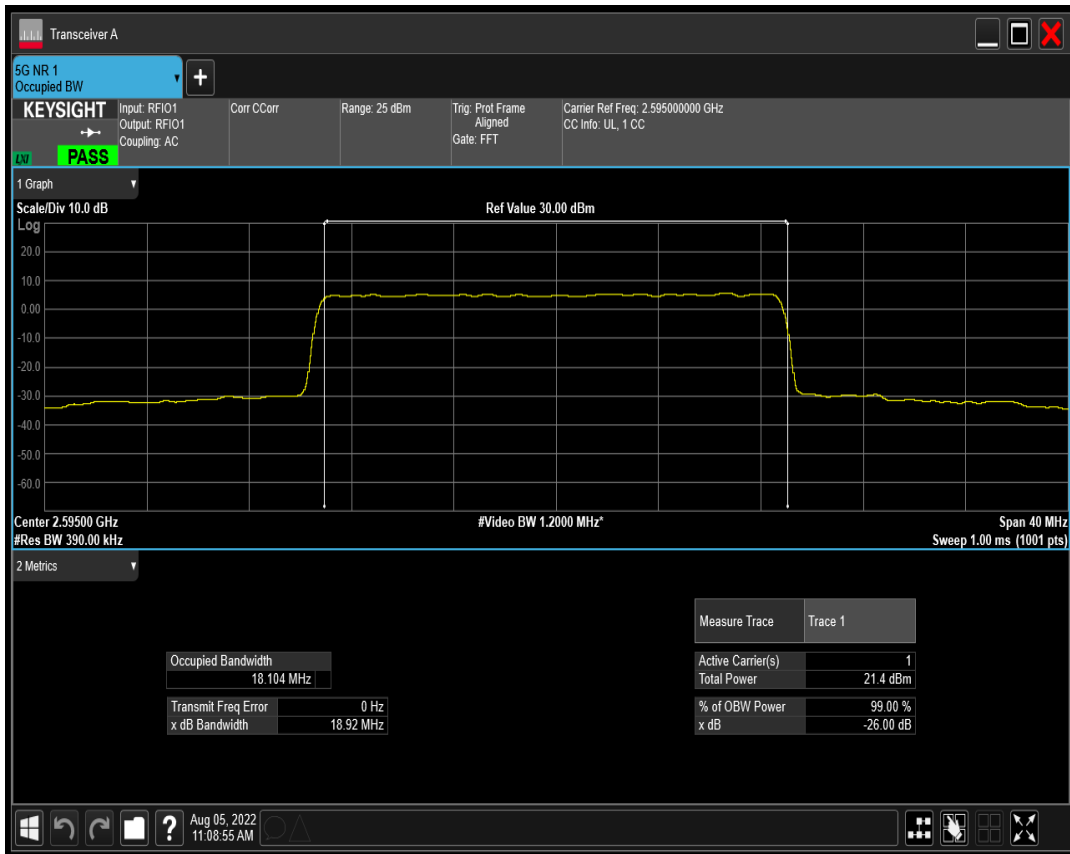 Transceiver A
5G NR 1
Occupied BW
+
KEYSIGHT
LXI
PASS
Input: RFIO1
Output: RFIO1
Coupling: AC
Corr CCorr
Range: 25 dBm
Trig: Prot Frame
Aligned
Gate: FFT
Carrier Ref Freq: 2.595000000 GHz
CC Info: UL, 1 CC
1 Graph
Scale/Div 10.0 dB
Ref Value 30.00 dBm
Log
20.0
10.0
0.00
-10.0
-20.0
-30.0
-40.0
-50.0
-60.0
Center 2.59500 GHz
#Video BW 1.2000 MHz*
Span 40 MHz
#Res BW 390.00 kHz
Sweep 1.00 ms (1001 pts)
2 Metrics
Measure Trace Trace 1
Occupied Bandwidth
18.104 MHz
Active Carrier(s) 1
Total Power 21.4 dBm
Transmit Freq Error 0 Hz
x dB Bandwidth 18.92 MHz
% of OBW Power 99.00 %
x dB -26.00 dB
?
Aug 05, 2022
11:08:55 AM